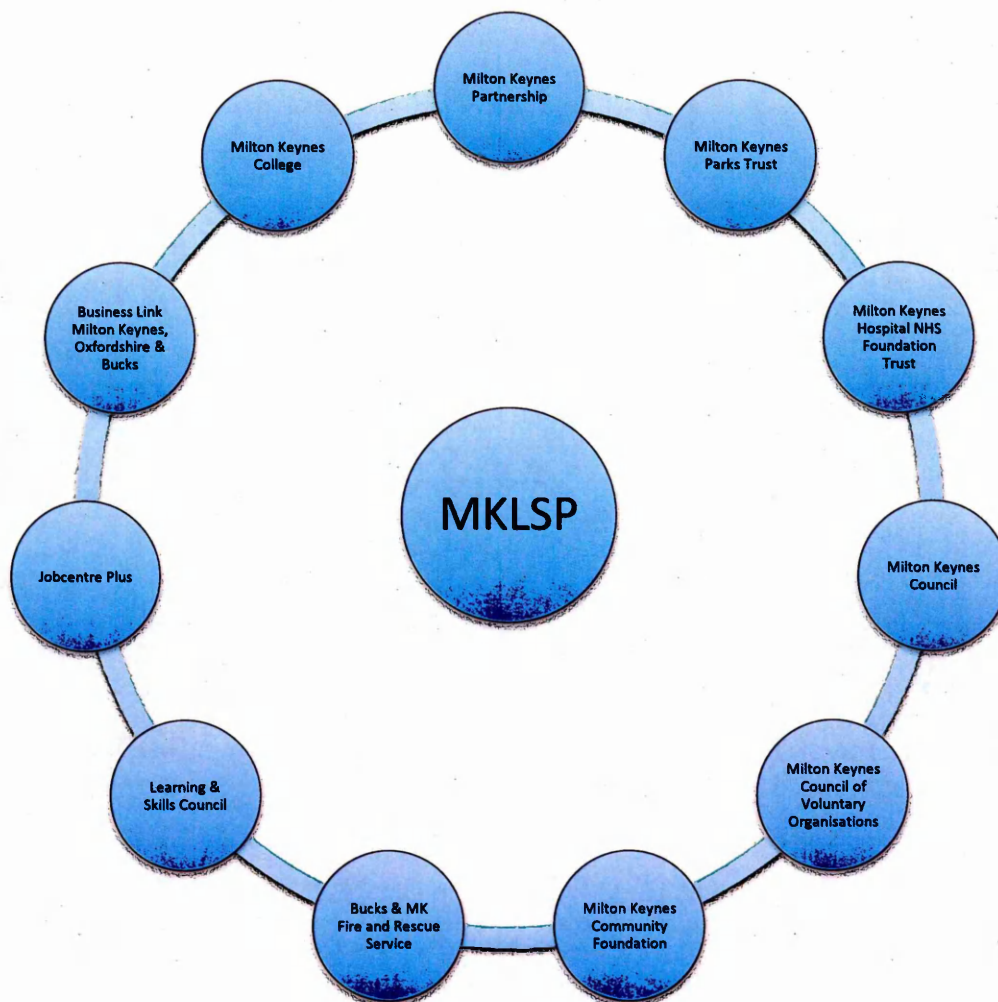 Milton Keynes
Partnership
Milton Keynes
Parks Trust
Milton Keynes
Hospital NHS
Foundation
Trust
Milton Keynes
Council
Milton Keynes
Council of
Voluntary
Organisations
Milton Keynes
Community
Foundation
Bucks & MK
Fire and Rescue
Service
Learning &
Skills Council
Jobcentre Plus
Business Link
Milton Keynes,
Oxfordshire &
Bucks
Milton Keynes
College
MKLSP